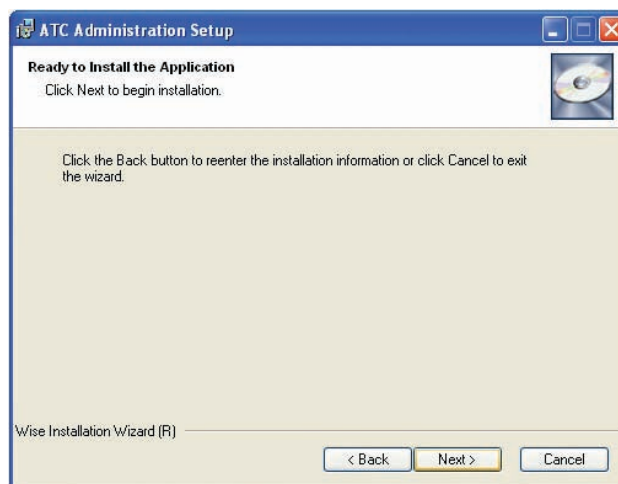 ATC Administration Setup
Ready to Install the Application
Click Next to begin installation.
Click the Back button to reenter the installation information or click Cancel to exit
the wizard.
Wise Installation Wizard (R)
< Back
Next >
Cancel